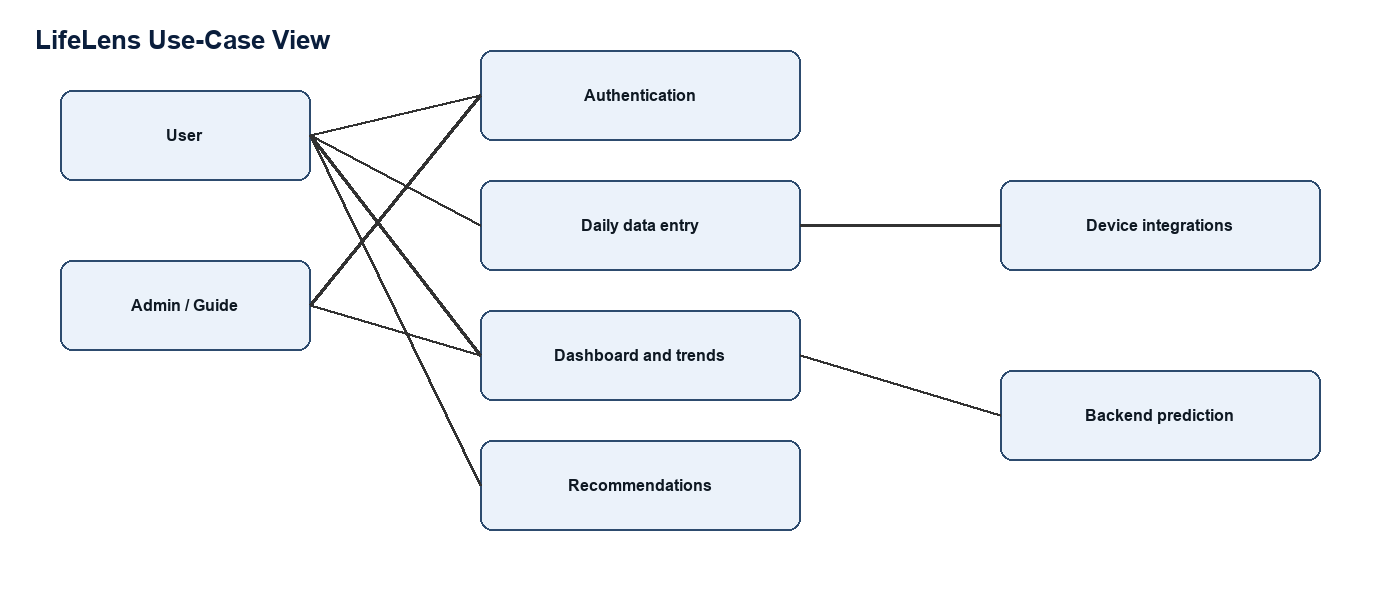 LifeLens Use-Case View
User
Admin / Guide
Authentication
Daily data entry
Dashboard and trends
Recommendations
Device integrations
Backend prediction